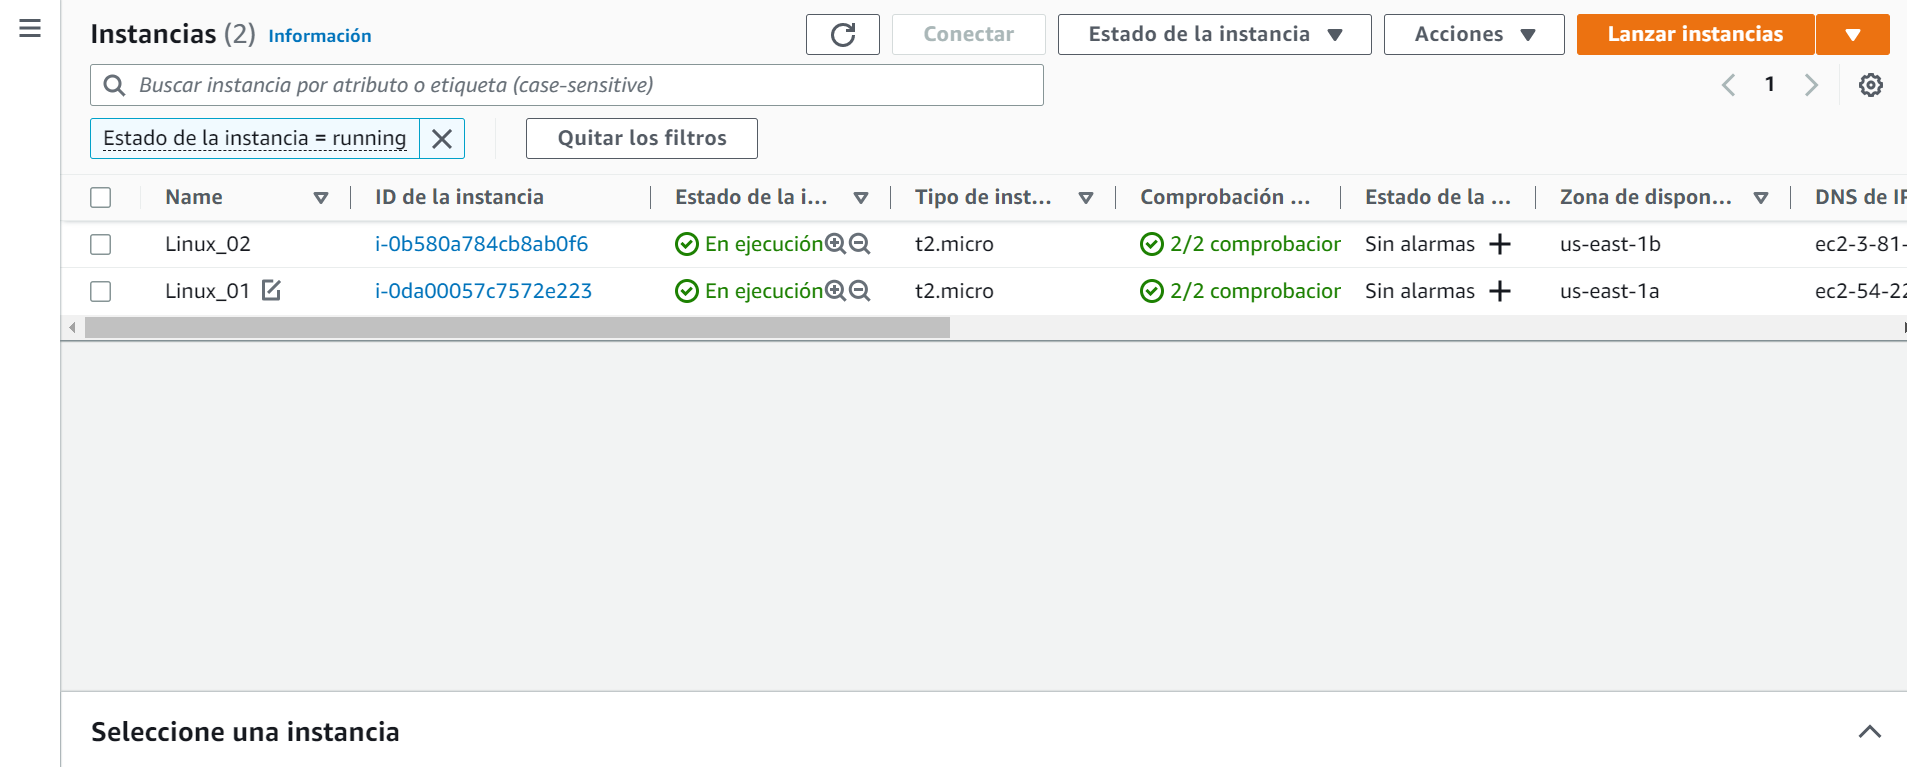 Instancias (2) Información Conectar Estado de la instancia Acciones Lanzar instancias
Buscar instancia por atributo o etiqueta (case-sensitive) 1
Estado de la instancia = running Quitar los filtros
Name ID de la instancia Estado de la i... Tipo de inst... Comprobación ... Estado de la ... Zona de dispon... DNS de IP
Linux_02 i-0b580a784cb8ab0f6 En ejecución t2.micro 2/2 comprobacior Sin alarmas us-east-1b ec2-3-81-
Linux_01 i-0da00057c7572e223 En ejecución t2.micro 2/2 comprobacior Sin alarmas us-east-1a ec2-54-22
Seleccione una instancia